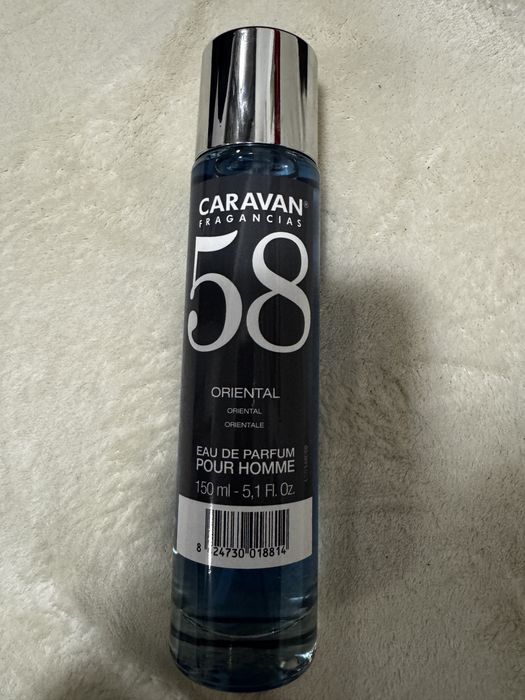 CARAVAN®
FRAGANCIAS
58
ORIENTAL
ORIENTAL
ORIENTALE
EAU DE PARFUM
POUR HOMME
150 ml - 5,1 Fl. Oz.
8 424730 018814